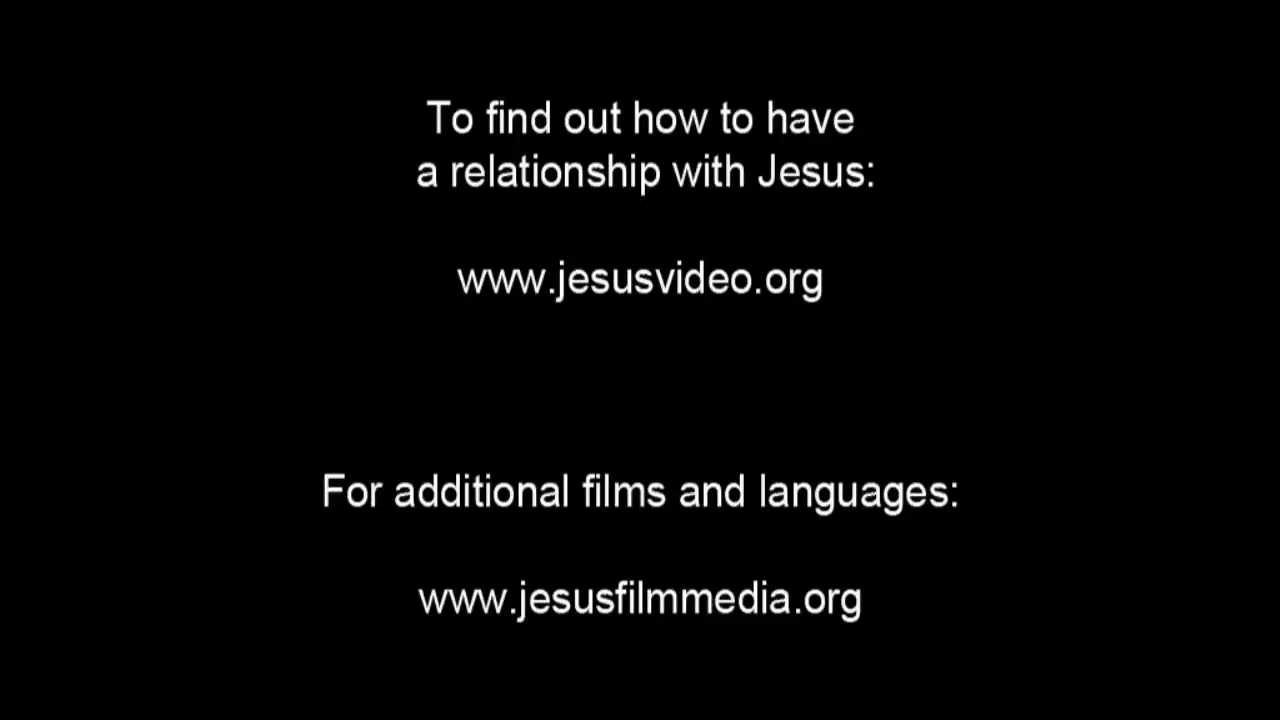 To find out how to have
a relationship with Jesus:
www.jesusvideo.org
For additional films and languages:
www.jesusfilmmedia.org